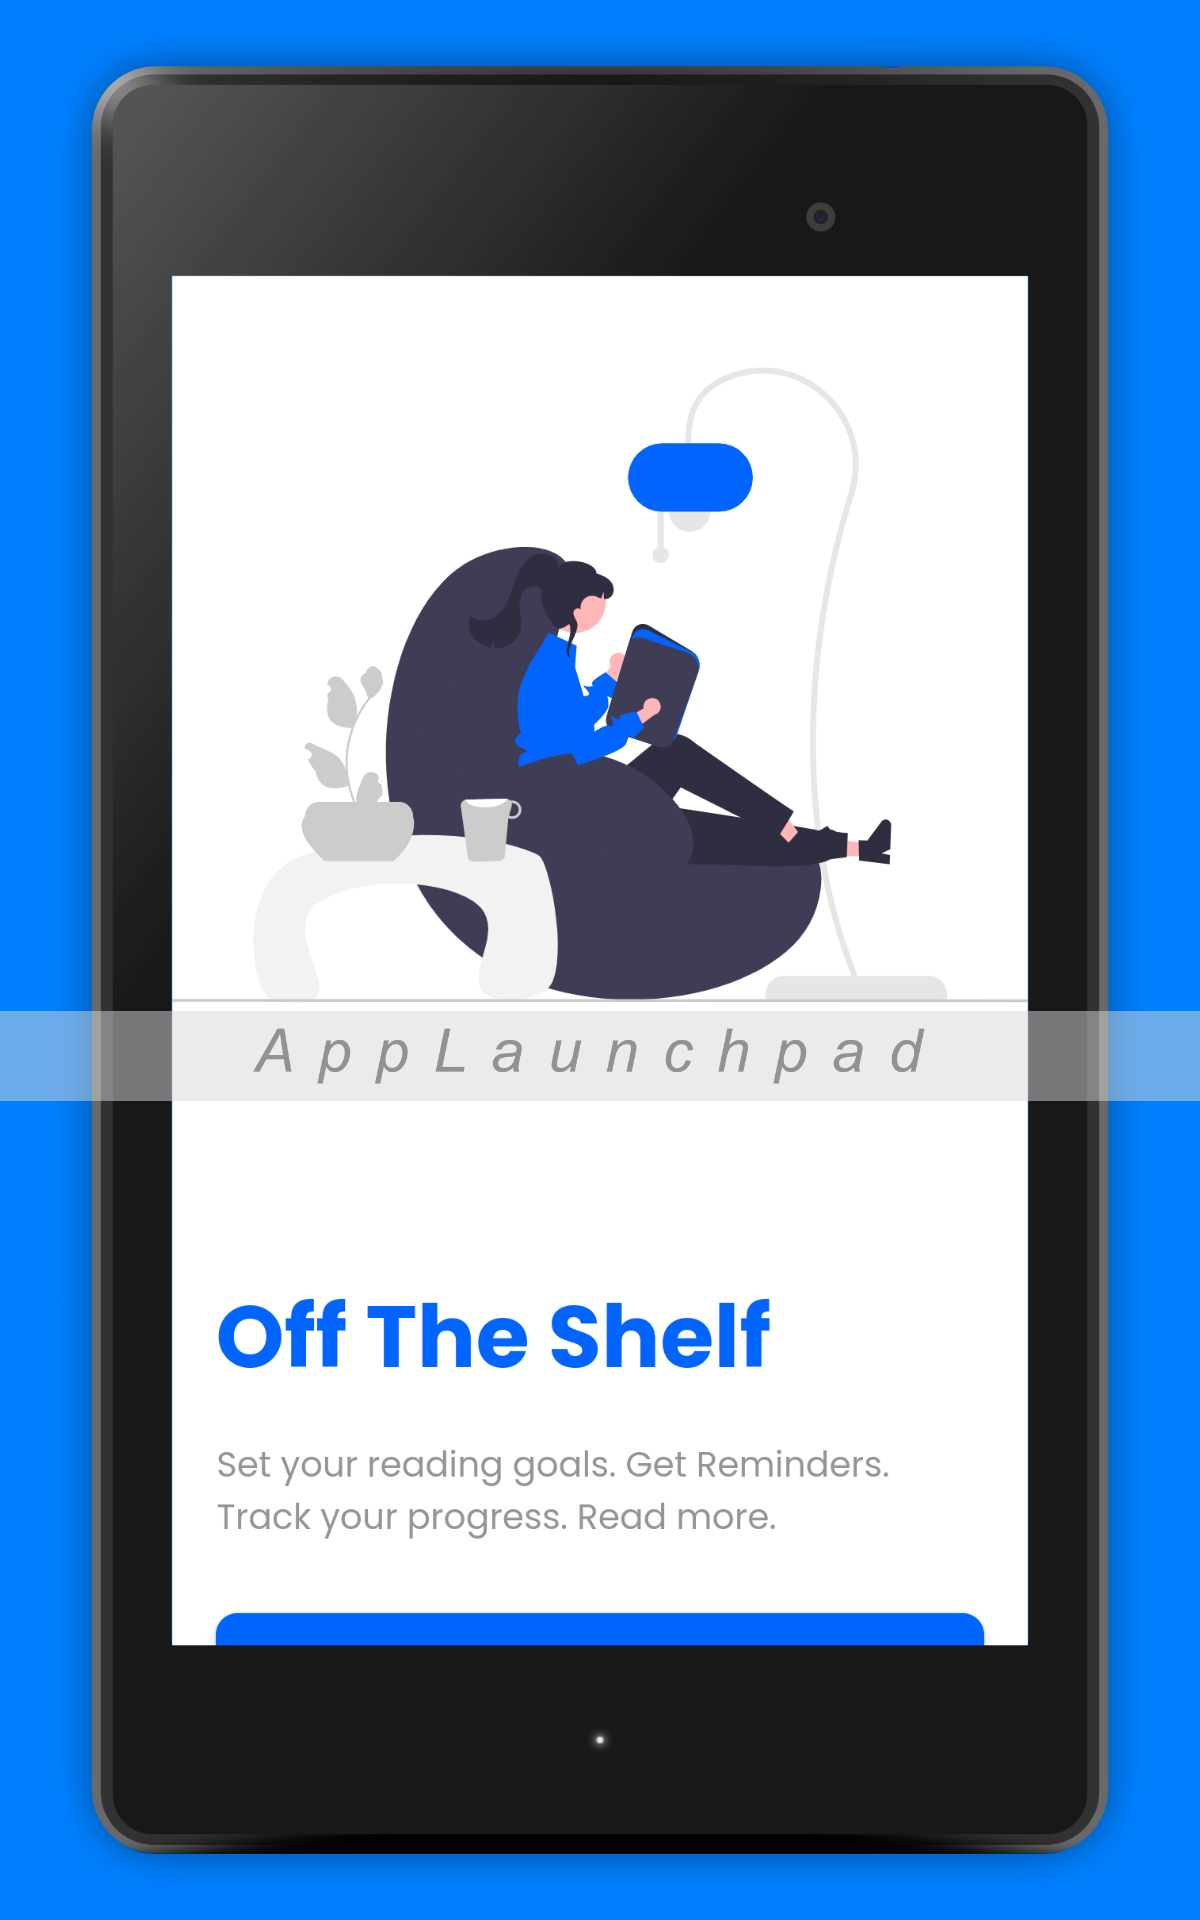 AppLaunchpad
Off The Shelf
Set your reading goals. Get Reminders.
Track your progress. Read more.